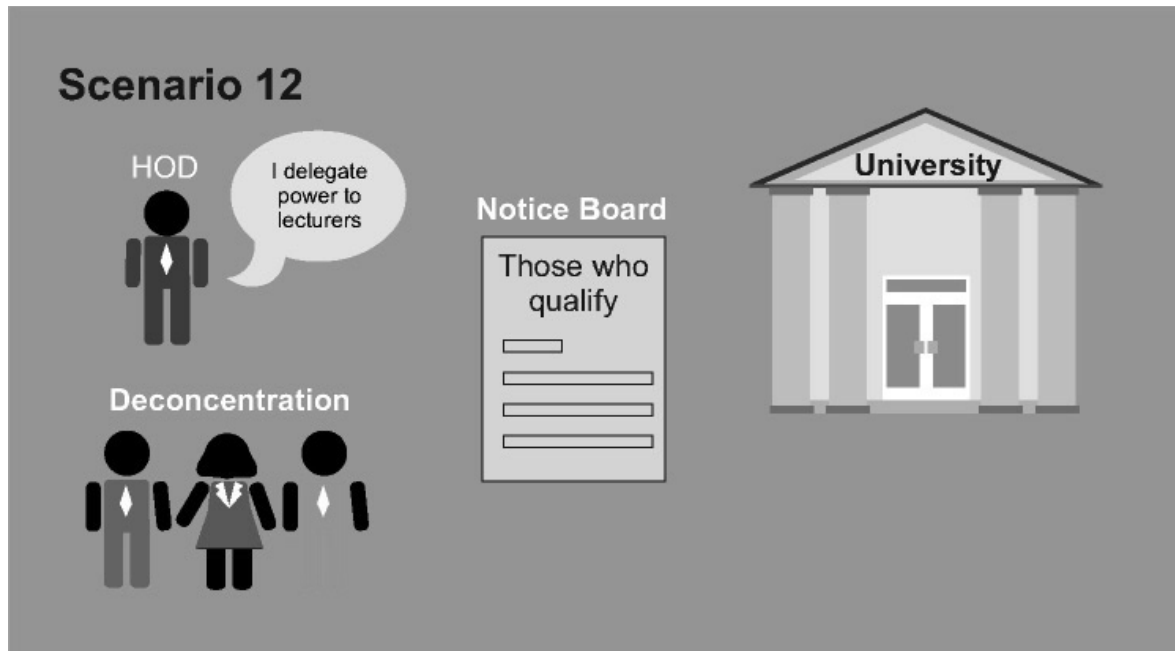 Scenario 12
HOD
I delegate
power to
lecturers
Deconcentration
Notice Board
Those who
qualify
University